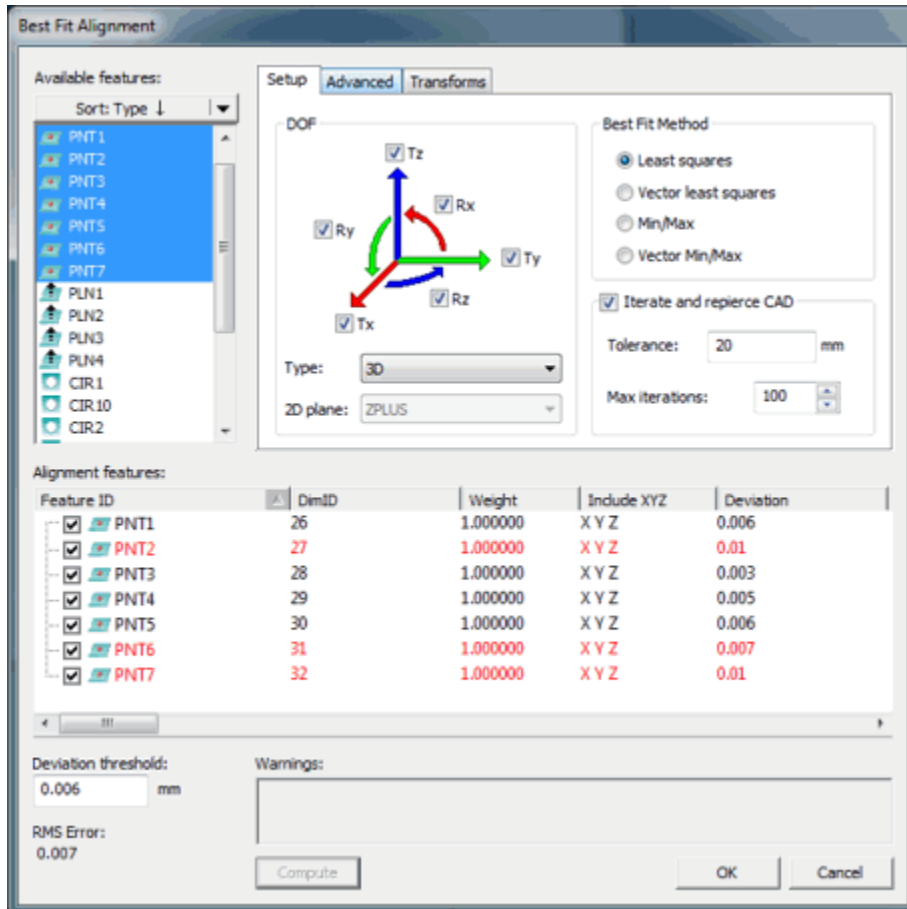 Best Fit Alignment
Available features:
Sort: Type ↓
PNT1
PNT2
PNT3
PNT4
PNT5
PNT6
PNT7
PLN1
PLN2
PLN3
PLN4
CIR1
CIR10
CIR2
Setup Advanced Transforms
DOF
Tz
Rx
Ry
Ty
Rz
Tx
Type: 3D
2D plane: ZPLUS
Best Fit Method
Least squares
Vector least squares
Min/Max
Vector Min/Max
Iterate and repierce CAD
Tolerance: 20 mm
Max iterations: 100
Alignment features:
Feature ID DimID Weight Include XYZ Deviation
PNT1 26 1.000000 X Y Z 0.006
PNT2 27 1.000000 X Y Z 0.01
PNT3 28 1.000000 X Y Z 0.003
PNT4 29 1.000000 X Y Z 0.005
PNT5 30 1.000000 X Y Z 0.006
PNT6 31 1.000000 X Y Z 0.007
PNT7 32 1.000000 X Y Z 0.01
Deviation threshold:
0.006 mm
RMS Error:
0.007
Warnings:
Compute OK Cancel